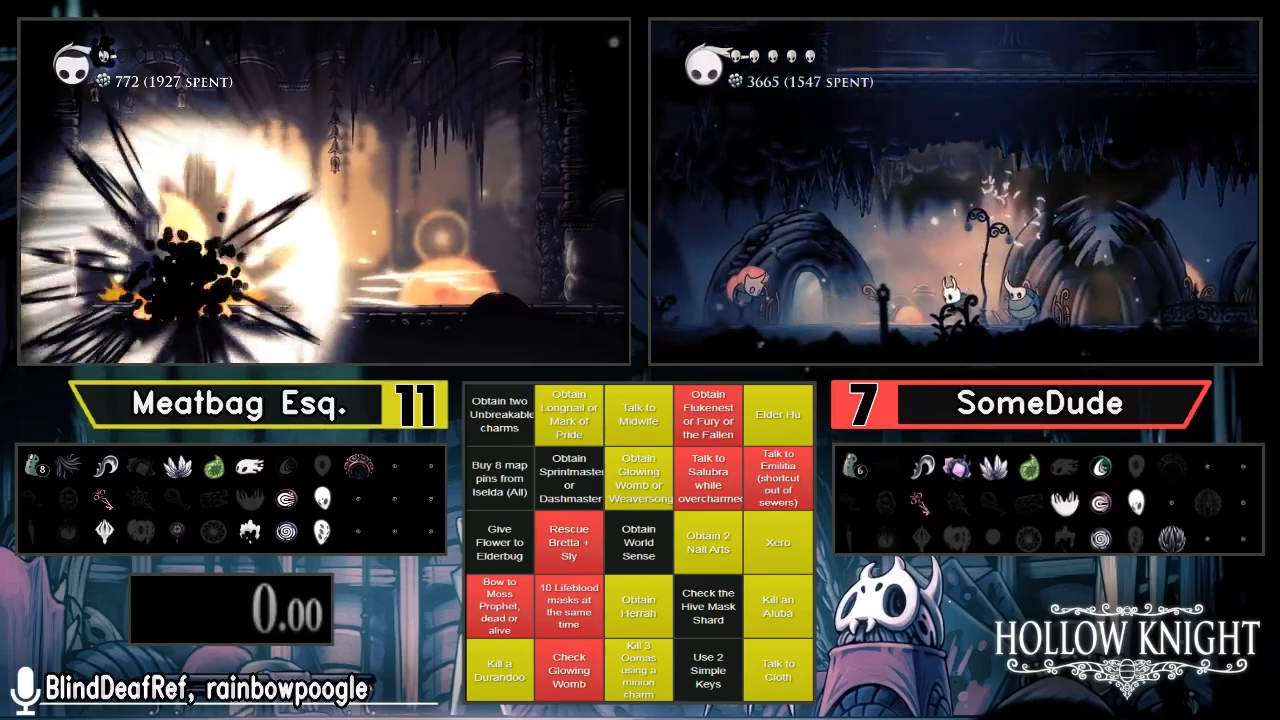 772 (1927 SPENT)
3665 (1547 SPENT)
Meatbag Esq.
11
7
SomeDude
Obtain two
Unbreakable
charms
Obtain
Longnail or
Mark of
Pride
Talk to
Midwife
Obtain
Flukenest
or Fury or
the Fallen
Elder Hu
Buy 8 map
pins from
Iselda (All)
Obtain
Sprintmaster
or
Dashmaster
Obtain
Glowing
Womb or
Weaversong
Talk to
Salubra
while
overcharmed
Talk to
Emilitia
(shortcut
out of
sewers)
Give
Flower to
Elderbug
Rescue
Bretta +
Sly
Obtain
World
Sense
Obtain 2
Nail Arts
Xero
Bow to
Moss
Prophet,
dead or
alive
10 Lifeblood
masks at
the same
time
Obtain
Herrah
Check the
Hive Mask
Shard
Kill an
Aluba
Kill a
Durandoo
Check
Glowing
Womb
Kill 3
Oomas
using a
minion
charm
Use 2
Simple
Keys
Talk to
Cloth
8
6
0.00
BlindDeafRef, rainbowpoogle
HOLLOW KNIGHT